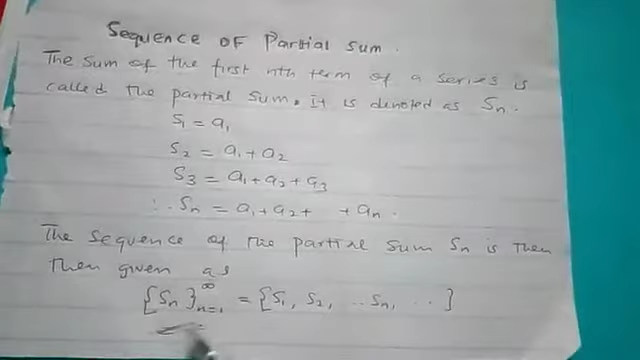 Sequence OF Partial Sum.
The Sum of the first nth term of a series is
called the partial sum. it is denoted as Sn.
S1 = a1
S2 = a1 + a2
S3 = a1 + a2 + a3
∴ Sn = a1 + a2 + + an.
The Sequence of the partial sum Sn is then
then given as
{Sn}∞n=1 = {S1, S2, ..Sn, ...}